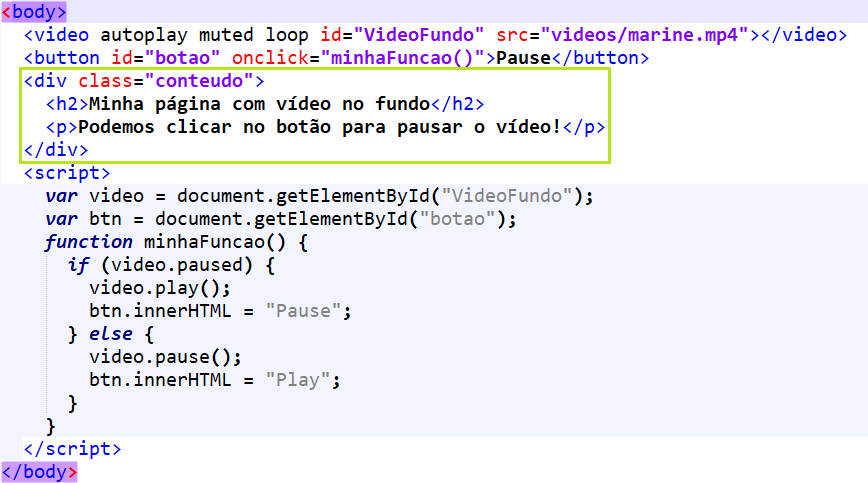 <body>
<video autoplay muted loop id="VideoFundo" src="videos/marine.mp4"></video>
<button id="botao" onclick="minhaFuncao()">Pause</button>
<div class="conteudo">
<h2>Minha página com vídeo no fundo</h2>
<p>Podemos clicar no botão para pausar o vídeo!</p>
</div>
<script>
var video = document.getElementById("VideoFundo");
var btn = document.getElementById("botao");
function minhaFuncao() {
if (video.paused) {
video.play();
btn.innerHTML = "Pause";
} else {
video.pause();
btn.innerHTML = "Play";
}
}
</script>
</body>